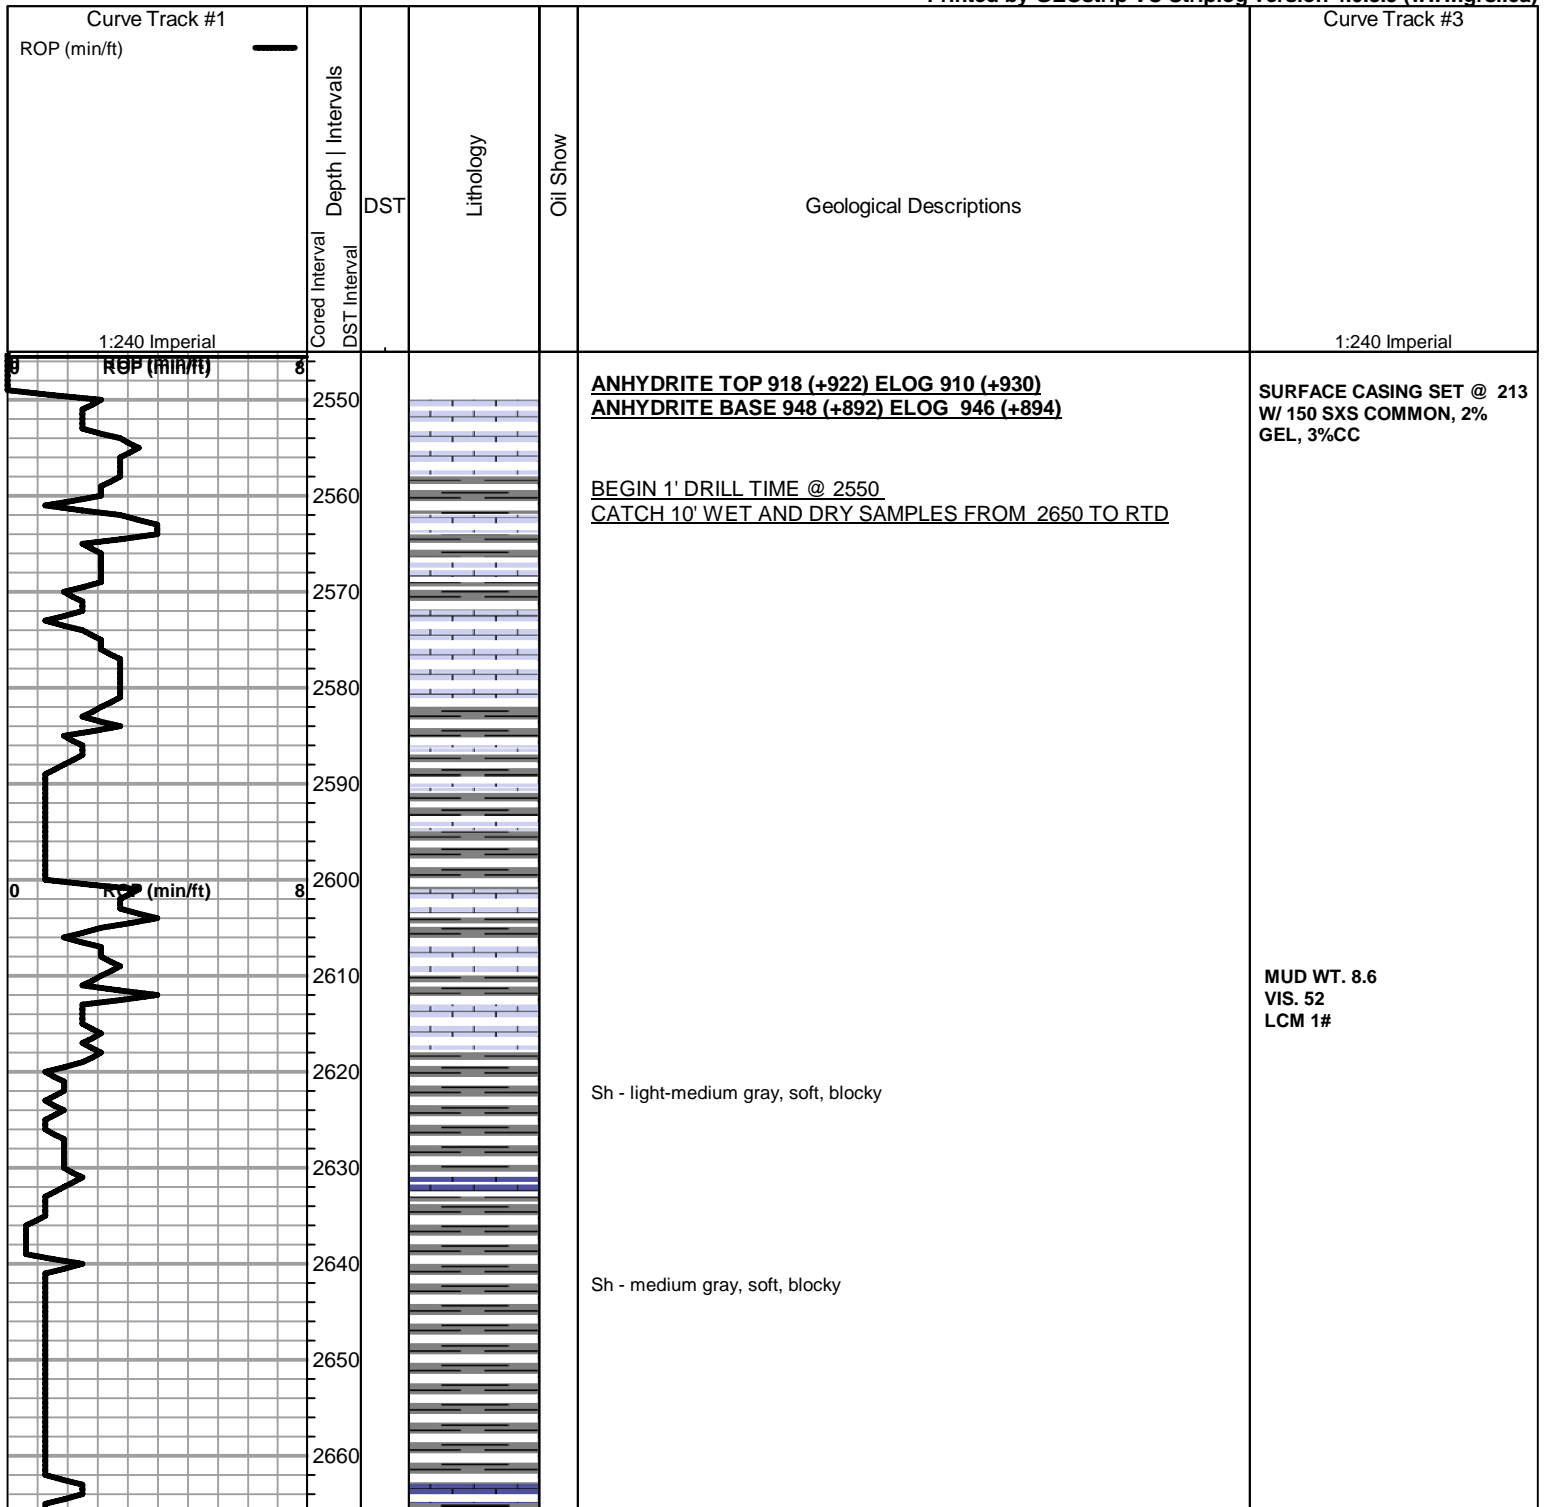 Curve Track #1
ROP (min/ft)
1:240 Imperial
Depth | Intervals
Cored Interval
DST Interval
DST
Lithology
Oil Show
Geological Descriptions
Curve Track #3
1:240 Imperial
0 ROP (min/ft) 8
2550
2560
2570
2580
2590
2600
0 ROP (min/ft) 8
2610
2620
2630
2640
2650
2660
ANHYDRITE TOP 918 (+922) ELOG 910 (+930)
ANHYDRITE BASE 948 (+892) ELOG 946 (+894)
BEGIN 1' DRILL TIME @ 2550
CATCH 10' WET AND DRY SAMPLES FROM 2650 TO RTD
Sh - light-medium gray, soft, blocky
Sh - medium gray, soft, blocky
SURFACE CASING SET @ 213
W/ 150 SXS COMMON, 2%
GEL, 3%CC
MUD WT. 8.6
VIS. 52
LCM 1#